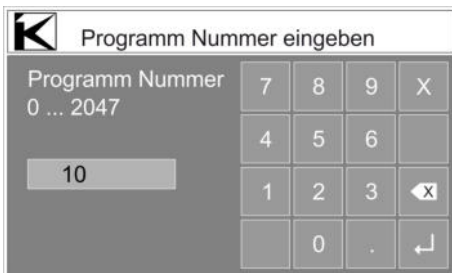 K Programm Nummer eingeben
Programm Nummer
0 ... 2047
10
7 8 9 X
4 5 6
1 2 3 X
0 .